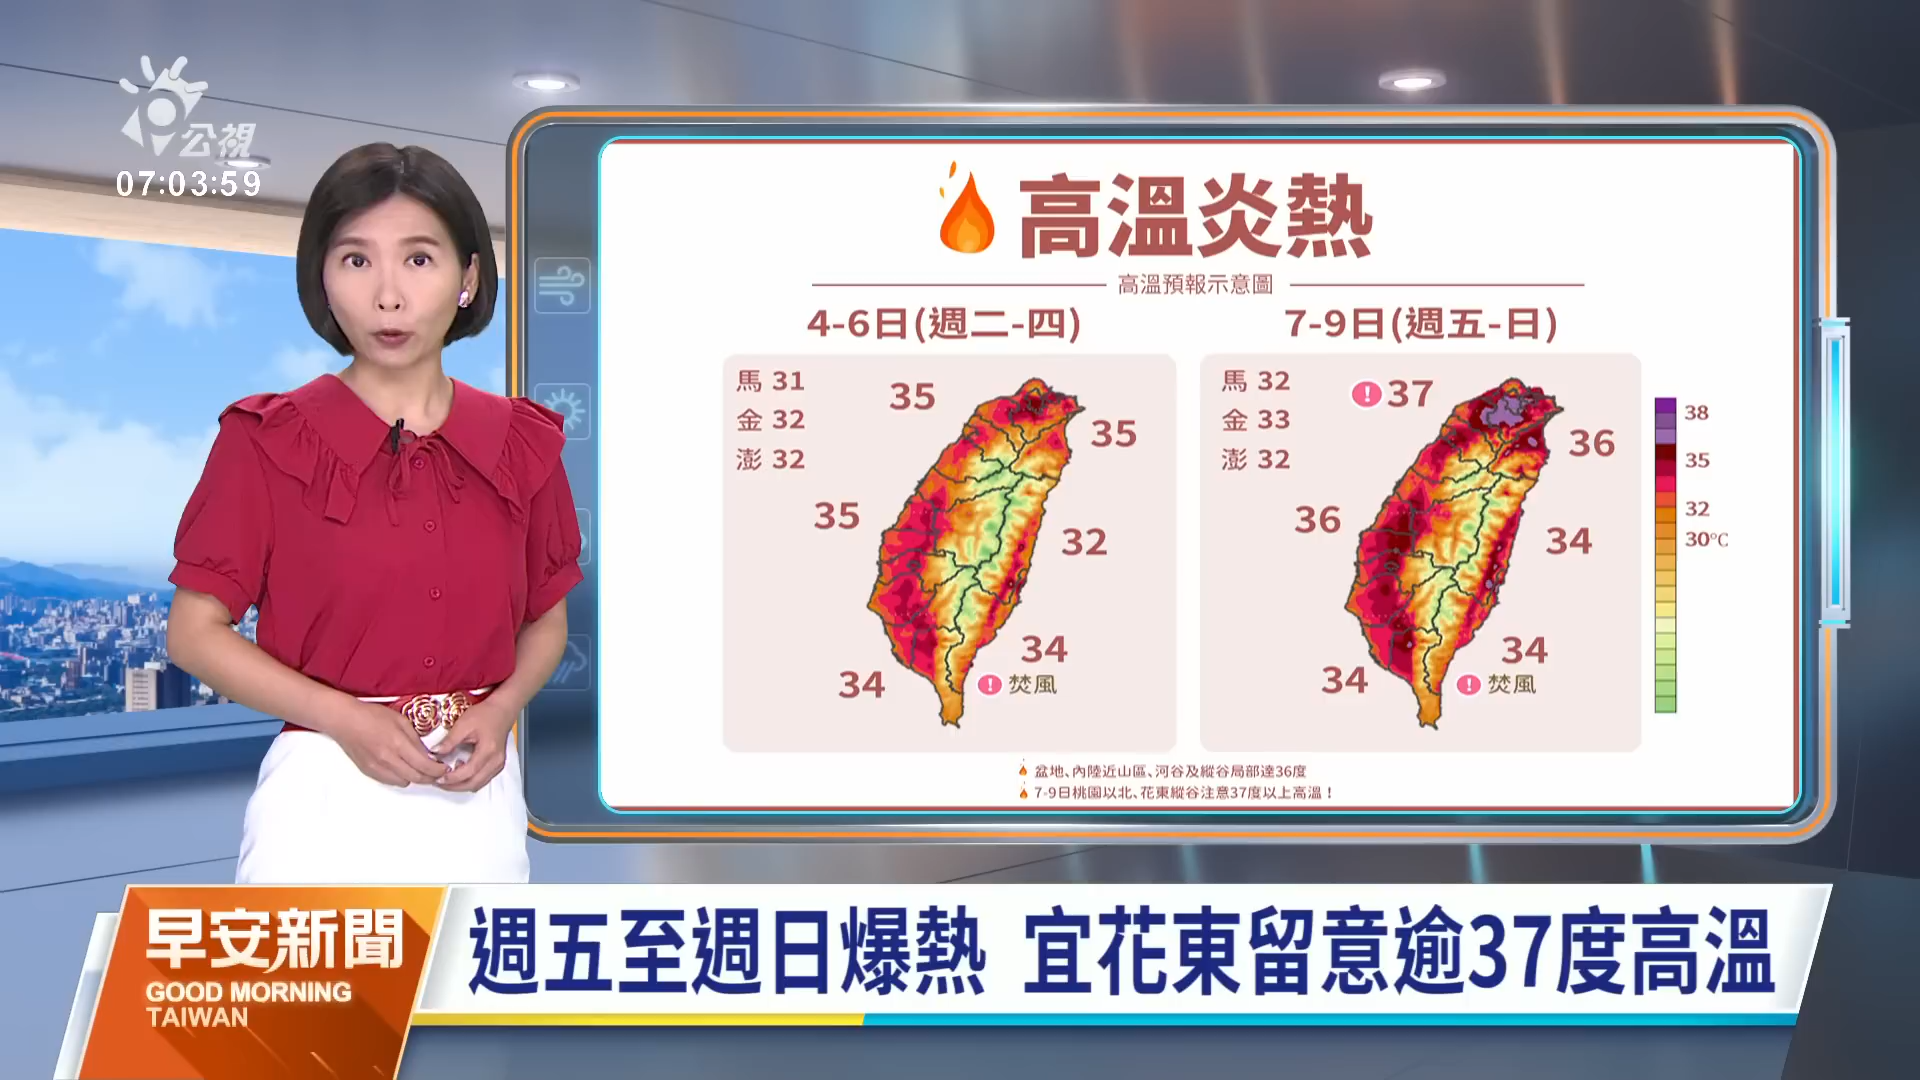 公視
07:03:59
高溫炎熱
高溫預報示意圖
4-6日(週二-四)
馬 31
金 32
澎 32
35
35
35
32
34
34
焚風
7-9日(週五-日)
馬 32
金 33
澎 32
37
36
36
34
34
34
焚風
38
35
32
30°C
盆地、內陸近山區、河谷及縱谷局部達36度
7-9日桃園以北、花東縱谷注意37度以上高溫！
早安新聞
GOOD MORNING
TAIWAN
週五至週日爆熱 宜花東留意逾37度高溫